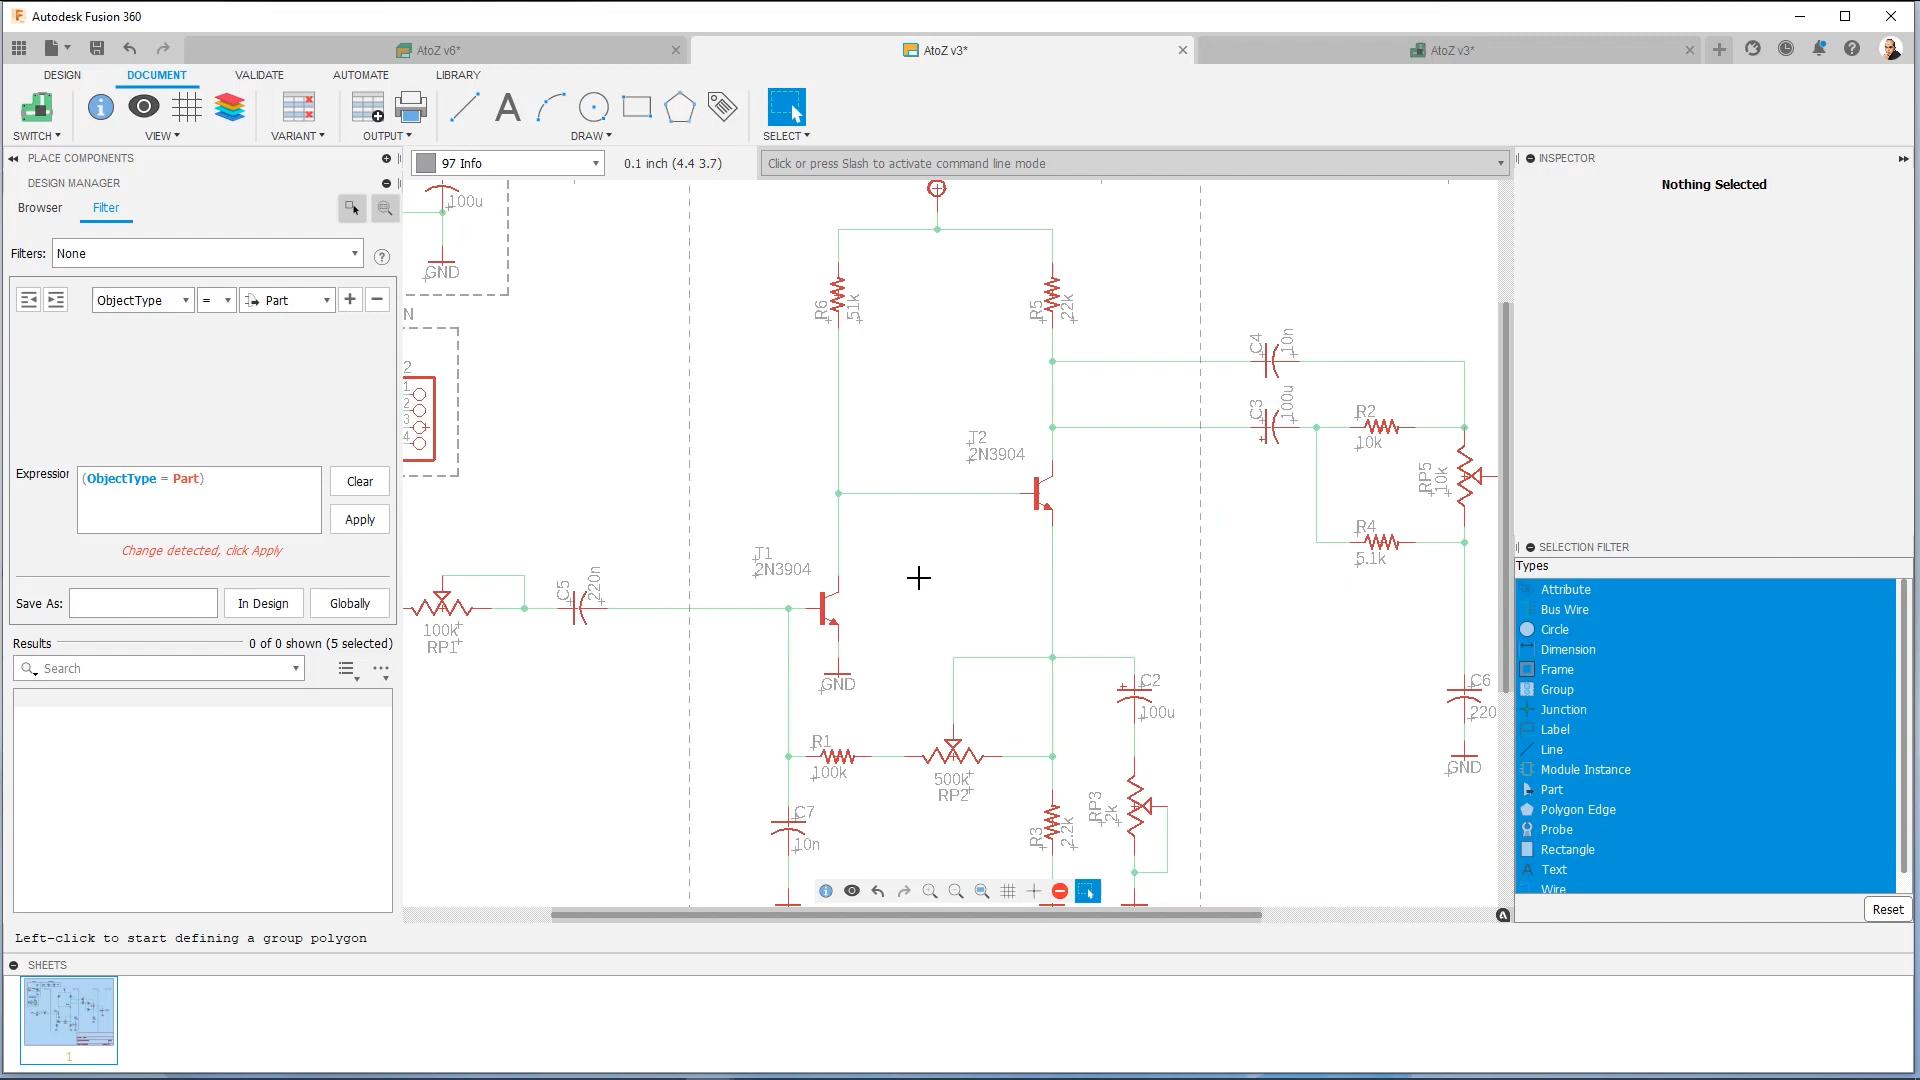 Autodesk Fusion 360
AtoZ v6*
AtoZ v3*
AtoZ v3*
DESIGN
DOCUMENT
VALIDATE
AUTOMATE
LIBRARY
SWITCH
VIEW
VARIANT
OUTPUT
DRAW
SELECT
PLACE COMPONENTS
97 Info
0.1 inch (4.4 3.7)
Click or press Slash to activate command line mode
INSPECTOR
DESIGN MANAGER
Nothing Selected
Browser
Filter
Filters:
None
ObjectType
=
Part
Expression
(ObjectType = Part)
Clear
Apply
Change detected, click Apply
Save As:
In Design
Globally
Results
0 of 0 shown (5 selected)
Search
100u
GND
N
2
1
2
3
4
R6
51k
R5
22k
C4
10n
C3
100u
R2
10k
T2
2N3904
RP5
10k
R4
5.1k
T1
2N3904
C5
220n
100k
RP1
GND
C2
100u
C6
220
GND
R1
100k
500k
RP2
RP3
2k
R3
2.2k
C7
10n
SELECTION FILTER
Types
Attribute
Bus Wire
Circle
Dimension
Frame
Group
Junction
Label
Line
Module Instance
Part
Polygon Edge
Probe
Rectangle
Text
Wire
Reset
Left-click to start defining a group polygon
SHEETS
1